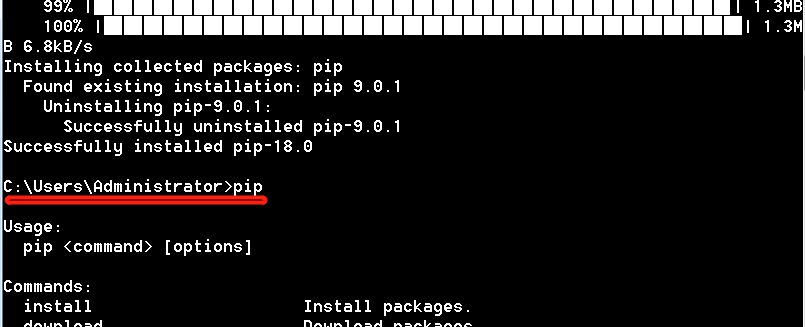 99% | | 1.3MB
100% | | 1.3M
B 6.8kB/s
Installing collected packages: pip
Found existing installation: pip 9.0.1
Uninstalling pip-9.0.1:
Successfully uninstalled pip-9.0.1
Successfully installed pip-18.0
C:\Users\Administrator>pip
Usage:
pip <command> [options]
Commands:
install Install packages.
download Download packages.